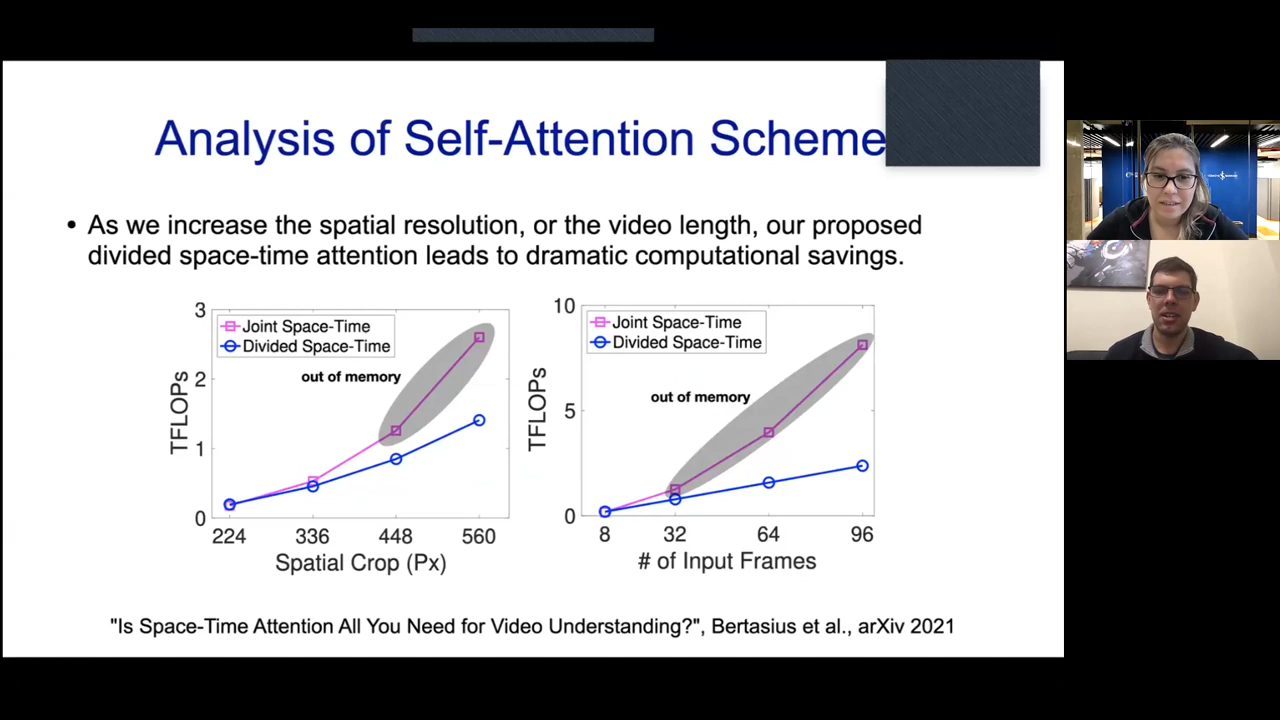 Analysis of Self-Attention Scheme
• As we increase the spatial resolution, or the video length, our proposed
divided space-time attention leads to dramatic computational savings.
3
2
1
0
TFLOPs
Joint Space-Time
Divided Space-Time
out of memory
224 336 448 560
Spatial Crop (Px)
10
5
0
TFLOPs
Joint Space-Time
Divided Space-Time
out of memory
8 32 64 96
# of Input Frames
"Is Space-Time Attention All You Need for Video Understanding?", Bertasius et al., arXiv 2021